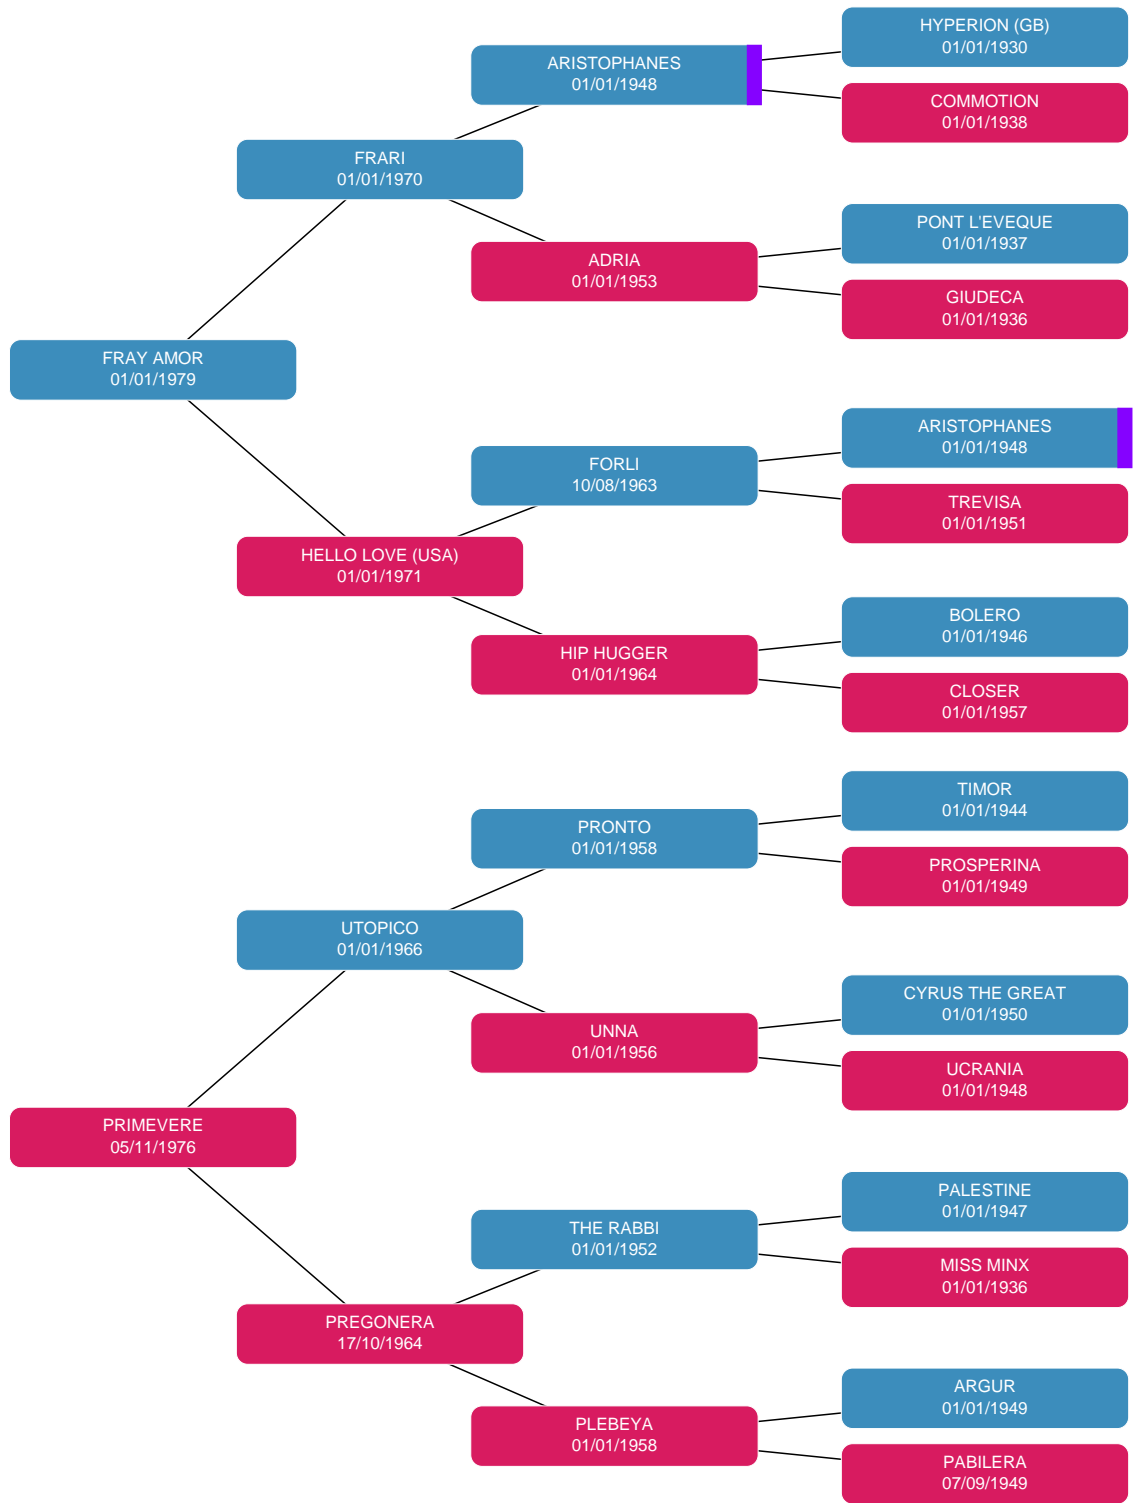 HYPERION (GB)
01/01/1930
ARISTOPHANES
01/01/1948
COMMOTION
01/01/1938
FRARI
01/01/1970
PONT L'EVEQUE
01/01/1937
ADRIA
01/01/1953
GIUDECA
01/01/1936
FRAY AMOR
01/01/1979
ARISTOPHANES
01/01/1948
FORLI
10/08/1963
TREVISA
01/01/1951
HELLO LOVE (USA)
01/01/1971
BOLERO
01/01/1946
HIP HUGGER
01/01/1964
CLOSER
01/01/1957
TIMOR
01/01/1944
PRONTO
01/01/1958
PROSPERINA
01/01/1949
UTOPICO
01/01/1966
CYRUS THE GREAT
01/01/1950
UNNA
01/01/1956
UCRANIA
01/01/1948
PRIMEVERE
05/11/1976
PALESTINE
01/01/1947
THE RABBI
01/01/1952
MISS MINX
01/01/1936
PREGONERA
17/10/1964
ARGUR
01/01/1949
PLEBEYA
01/01/1958
PABILERA
07/09/1949